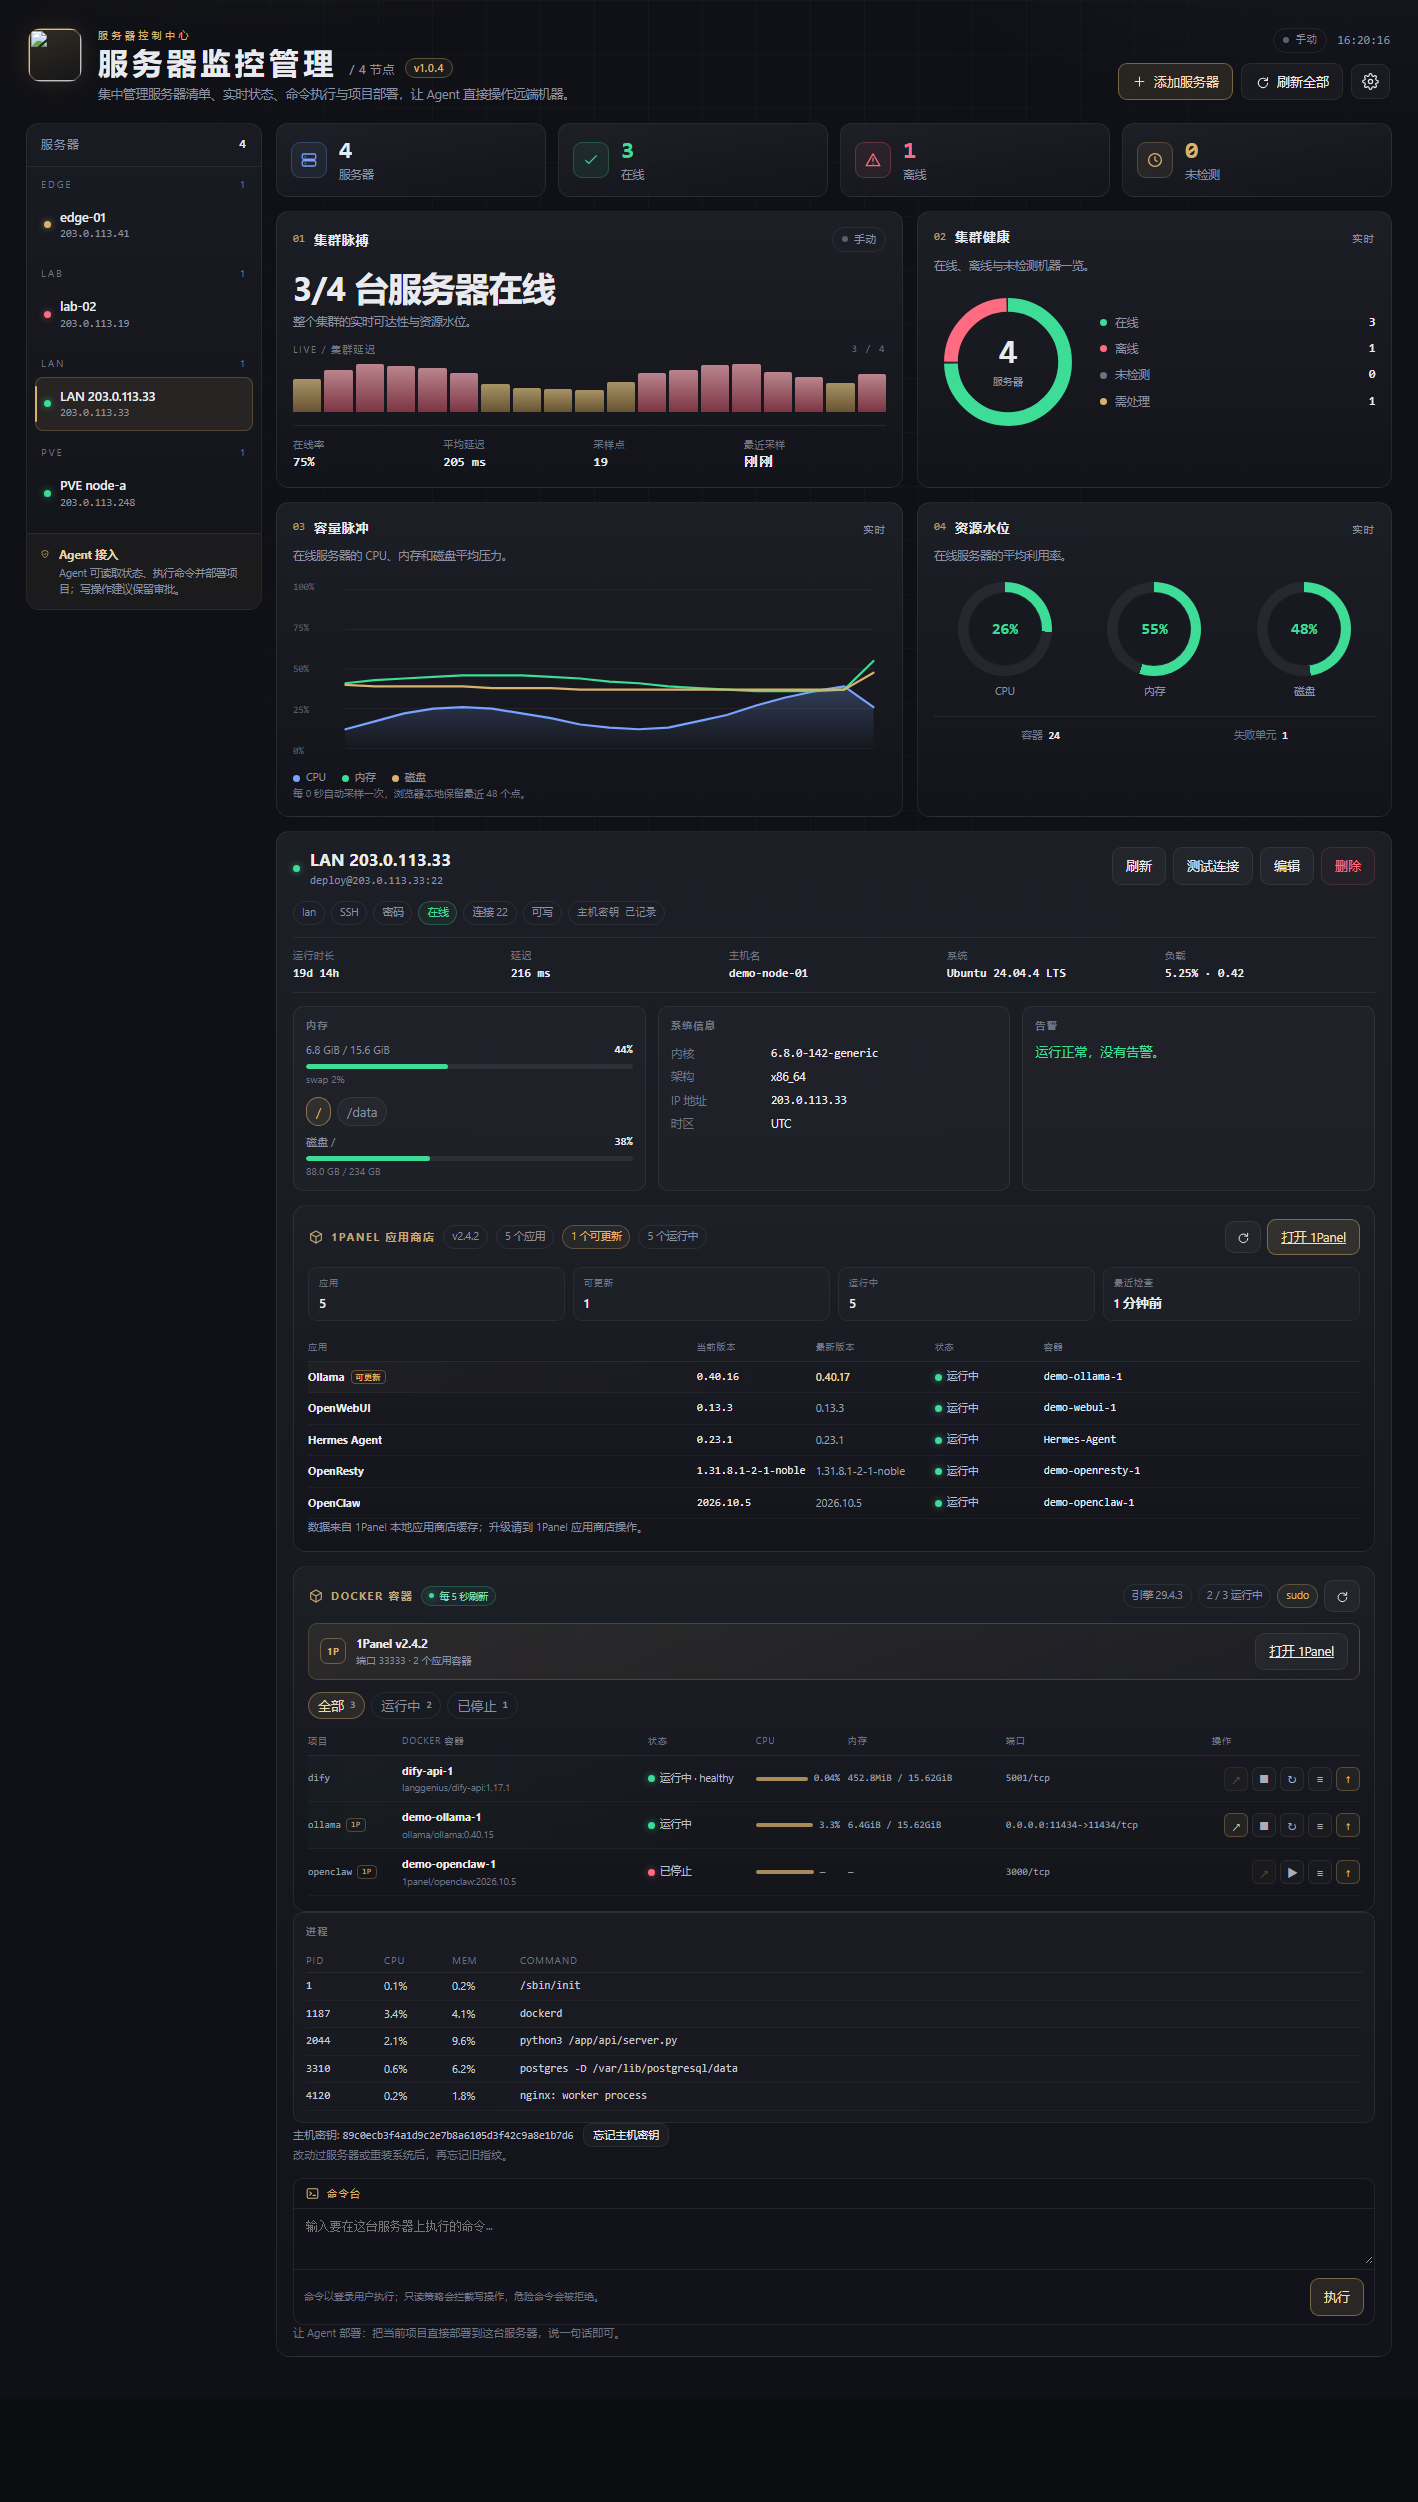 服务器控制中心
服务器监控管理 / 4 节点 v1.0.4
集中管理服务器清单、实时状态、命令执行与项目部署，让 Agent 直接操作远端机器。
手动 16:20:16
添加服务器 刷新全部
服务器 4
EDGE 1
edge-01
203.0.113.41
LAB 1
lab-02
203.0.113.19
LAN 1
LAN 203.0.113.33
203.0.113.33
PVE 1
PVE node-a
203.0.113.248
Agent 接入
Agent 可读取状态、执行命令并部署项
目；写操作建议保留审批。
4
服务器
3
在线
1
离线
0
未检测
01 集群脉搏 手动
3/4 台服务器在线
整个集群的实时可达性与资源水位。
LIVE / 集群延迟 3 / 4
在线率 平均延迟 采样点 最近采样
75% 205 ms 19 刚刚
02 集群健康 实时
在线、离线与未检测机器一览。
4
服务器
在线 3
离线 1
未检测 0
需处理 1
03 容量脉冲 实时
在线服务器的 CPU、内存和磁盘平均压力。
100%
75%
50%
25%
0%
CPU 内存 磁盘
每 0 秒自动采样一次，浏览器本地保留最近 48 个点。
04 资源水位 实时
在线服务器的平均利用率。
26% 55% 48%
CPU 内存 磁盘
容器 24 失败单元 1
LAN 203.0.113.33
deploy@203.0.113.33:22
刷新 测试连接 编辑 删除
lan SSH 密码 在线 连接 22 可写 主机密钥 已记录
运行时长 延迟 主机名 系统 负载
19d 14h 216 ms demo-node-01 Ubuntu 24.04.4 LTS 5.25% · 0.42
内存
6.8 GiB / 15.6 GiB 44%
swap 2%
/ /data
磁盘 / 38%
88.0 GB / 234 GB
系统信息
内核 6.8.0-142-generic
架构 x86_64
IP 地址 203.0.113.33
时区 UTC
告警
运行正常，没有告警。
1PANEL 应用商店 v2.4.2 5 个应用 1 个可更新 5 个运行中 打开 1Panel
应用 可更新 运行中 最近检查
5 1 5 1 分钟前
应用 当前版本 最新版本 状态 容器
Ollama 可更新 0.40.16 0.40.17 运行中 demo-ollama-1
OpenWebUI 0.13.3 0.13.3 运行中 demo-webui-1
Hermes Agent 0.23.1 0.23.1 运行中 Hermes-Agent
OpenResty 1.31.8.1-2-1-noble 1.31.8.1-2-1-noble 运行中 demo-openresty-1
OpenClaw 2026.10.5 2026.10.5 运行中 demo-openclaw-1
数据来自 1Panel 本地应用商店缓存；升级请到 1Panel 应用商店操作。
DOCKER 容器 每 5 秒刷新 引擎 29.4.3 2 / 3 运行中 sudo
1P 1Panel v2.4.2
端口 33333 · 2 个应用容器
打开 1Panel
全部 3 运行中 2 已停止 1
项目 DOCKER 容器 状态 CPU 内存 端口 操作
dify dify-api-1 运行中 · healthy 0.04% 452.8MiB / 15.62GiB 5001/tcp
langgenius/dify-api:1.17.1
ollama 1P demo-ollama-1 运行中 3.3% 6.4GiB / 15.62GiB 0.0.0.0:11434->11434/tcp
ollama/ollama:0.40.15
openclaw 1P demo-openclaw-1 已停止 — — 3000/tcp
1panel/openclaw:2026.10.5
进程
PID CPU MEM COMMAND
1 0.1% 0.2% /sbin/init
1187 3.4% 4.1% dockerd
2044 2.1% 9.6% python3 /app/api/server.py
3310 0.6% 6.2% postgres -D /var/lib/postgresql/data
4120 0.2% 1.8% nginx: worker process
主机密钥: 89c0ecb3f4a1d9c2e7b8a6105d3f42c9a8e1b7d6 忘记主机密钥
改动过服务器或重装系统后，再忘记旧指纹。
命令台
输入要在这台服务器上执行的命令…
命令以登录用户执行；只读策略会拦截写操作，危险命令会被拒绝。
执行
让 Agent 部署：把当前项目直接部署到这台服务器，说一句话即可。